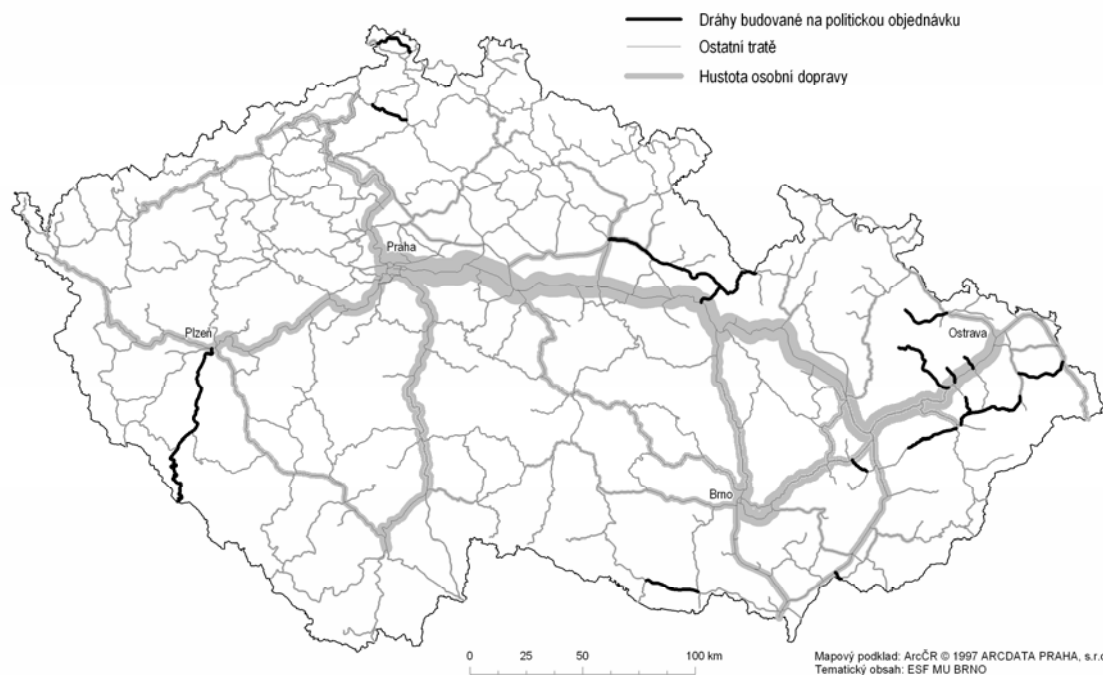 Dráhy budované na politickou objednávku
Ostatní tratě
Hustota osobní dopravy
Praha
Plzeň
Ostrava
Brno
0 25 50 100 km
Mapový podklad: ArcČR © 1997 ARCDATA PRAHA, s.r.o
Tematický obsah: ESF MU BRNO